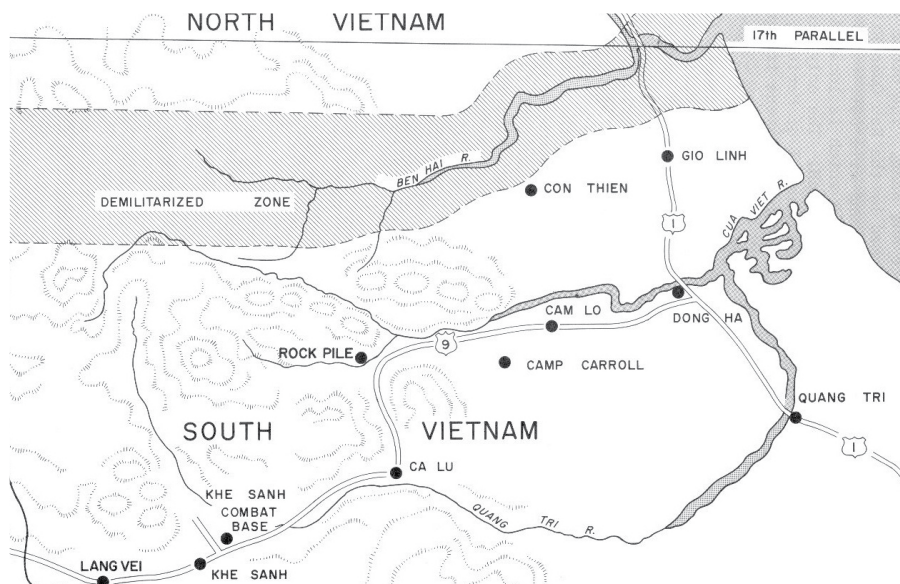 NORTH VIETNAM
17th PARALLEL
BEN HAI R.
GIO LINH
CON THIEN
DEMILITARIZED ZONE
1
CUA VIET R.
CAM LO
DONG HA
9
ROCK PILE
CAMP CARROLL
QUANG TRI
SOUTH VIETNAM
1
CA LU
KHE SANH
COMBAT
BASE
QUANG TRI R.
LANG VEI
KHE SANH